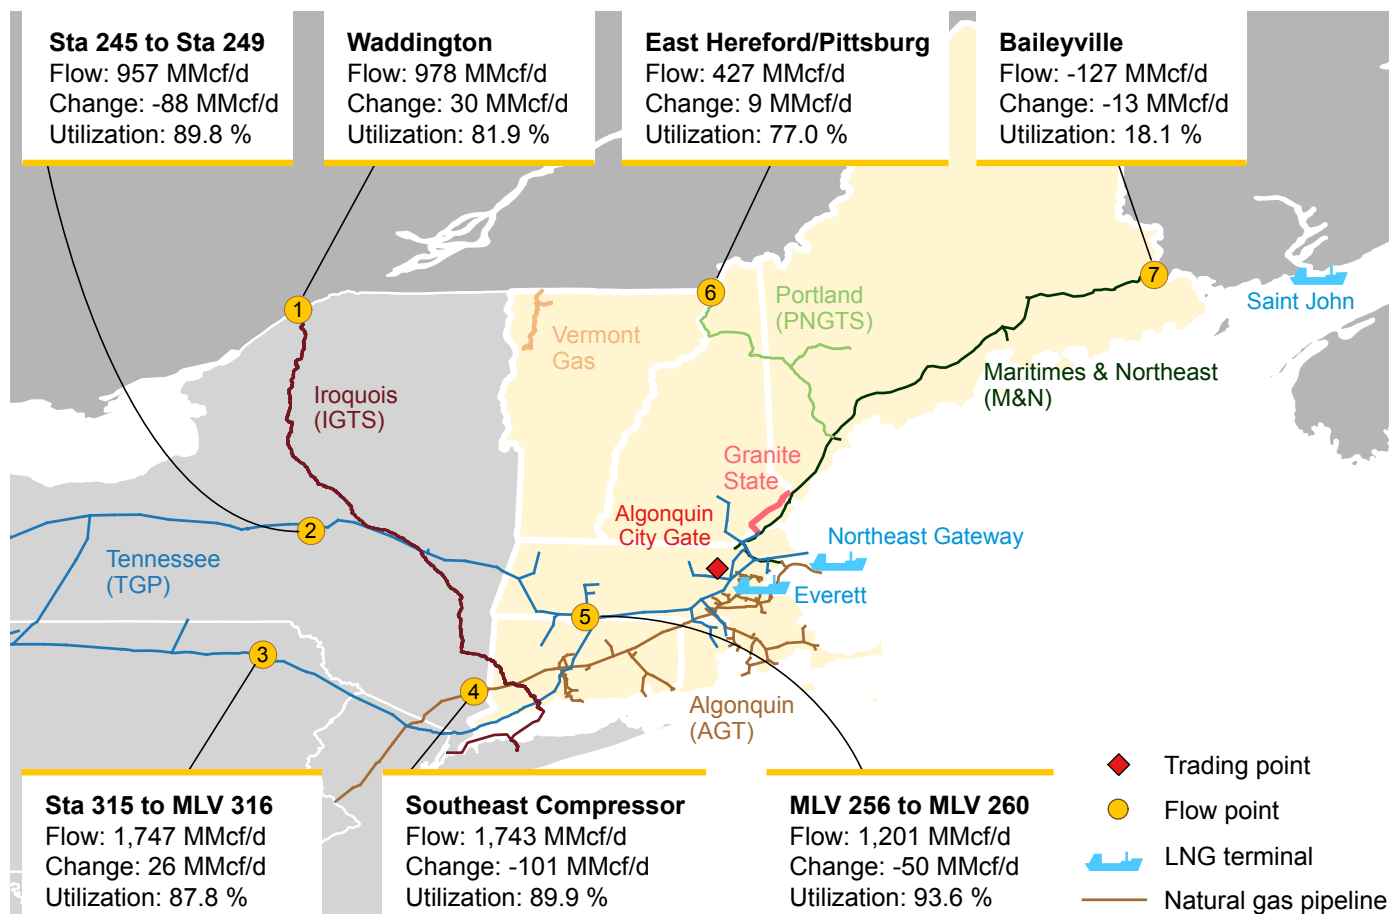 Sta 245 to Sta 249
Flow: 957 MMcf/d
Change: -88 MMcf/d
Utilization: 89.8 %
Waddington
Flow: 978 MMcf/d
Change: 30 MMcf/d
Utilization: 81.9 %
East Hereford/Pittsburg
Flow: 427 MMcf/d
Change: 9 MMcf/d
Utilization: 77.0 %
Baileyville
Flow: -127 MMcf/d
Change: -13 MMcf/d
Utilization: 18.1 %
1
6
7
Saint John
Portland
(PNGTS)
Vermont
Gas
Maritimes & Northeast
(M&N)
Iroquois
(IGTS)
Granite
State
Algonquin
City Gate
2
Northeast Gateway
Tennessee
(TGP)
Everett
5
3
4
Algonquin
(AGT)
Sta 315 to MLV 316
Flow: 1,747 MMcf/d
Change: 26 MMcf/d
Utilization: 87.8 %
Southeast Compressor
Flow: 1,743 MMcf/d
Change: -101 MMcf/d
Utilization: 89.9 %
MLV 256 to MLV 260
Flow: 1,201 MMcf/d
Change: -50 MMcf/d
Utilization: 93.6 %
Trading point
Flow point
LNG terminal
Natural gas pipeline